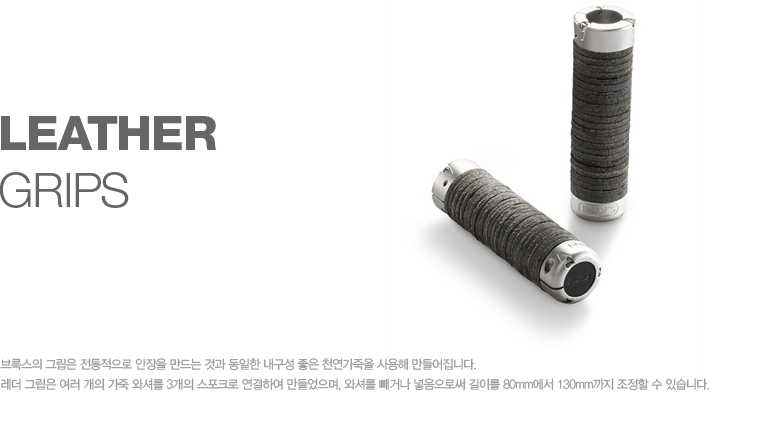 LEATHER
GRIPS
브룩스의 그립은 전통적으로 안장을 만드는 것과 동일한 내구성 좋은 천연가죽을 사용해 만들어집니다.
레더 그립은 여러 개의 가죽 와셔를 3개의 스포크로 연결하여 만들었으며, 와셔를 빼거나 넣음으로써 길이를 80mm에서 130mm까지 조정할 수 있습니다.